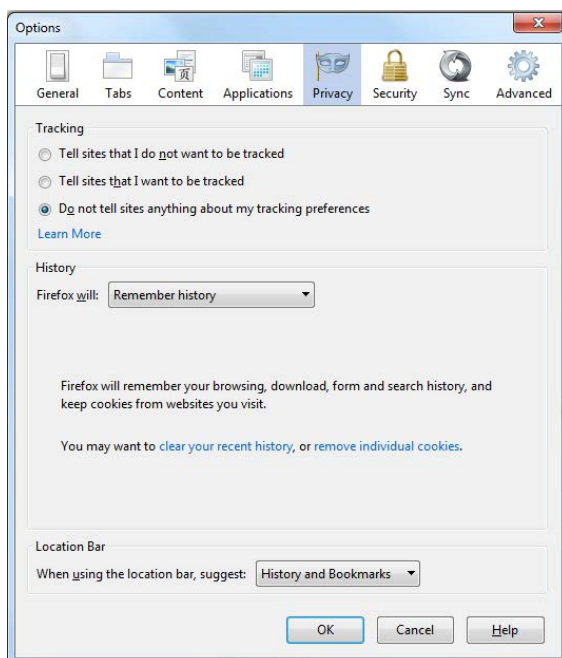 Options
General Tabs Content Applications Privacy Security Sync Advanced
Tracking
Tell sites that I do not want to be tracked
Tell sites that I want to be tracked
Do not tell sites anything about my tracking preferences
Learn More
History
Firefox will: Remember history
Firefox will remember your browsing, download, form and search history, and
keep cookies from websites you visit.
You may want to clear your recent history, or remove individual cookies.
Location Bar
When using the location bar, suggest: History and Bookmarks
OK Cancel Help